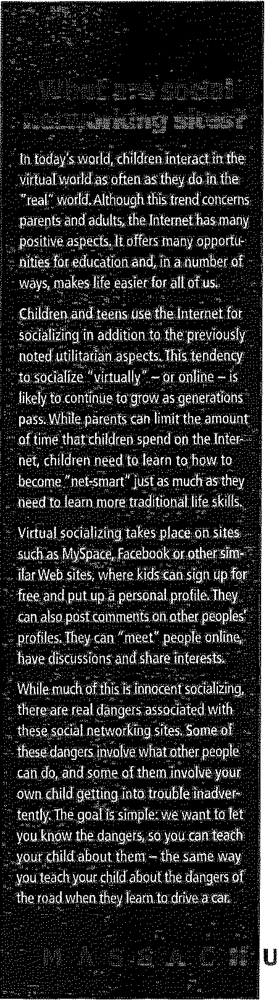 What are social
networking sites?
In today's world, children interact in the
virtual world as often as they do in the
"real" world. Although this trend concerns
parents and adults, the Internet has many
positive aspects. It offers many opportu-
nities for education and, in a number of
ways, makes life easier for all of us.
Children and teens use the Internet for
socializing in addition to the previously
noted utilitarian aspects. This tendency
to socialize "virtually" – or online – is
likely to continue to grow as generations
pass. While parents can limit the amount
of time that children spend on the Inter-
net, children need to learn to how to
become "net-smart" just as much as they
need to learn more traditional life skills.
Virtual socializing takes place on sites
such as MySpace, Facebook or other sim-
ilar Web sites, where kids can sign up for
free and put up a personal profile. They
can also post comments on other peoples'
profiles. They can "meet" people online,
have discussions and share interests.
While much of this is innocent socializing,
there are real dangers associated with
these social networking sites. Some of
these dangers involve what other people
can do, and some of them involve your
own child getting into trouble inadver-
tently. The goal is simple: we want to let
you know the dangers, so you can teach
your child about them – the same way
you teach your child about the dangers of
the road when they learn to drive a car.
M A S S A C H U